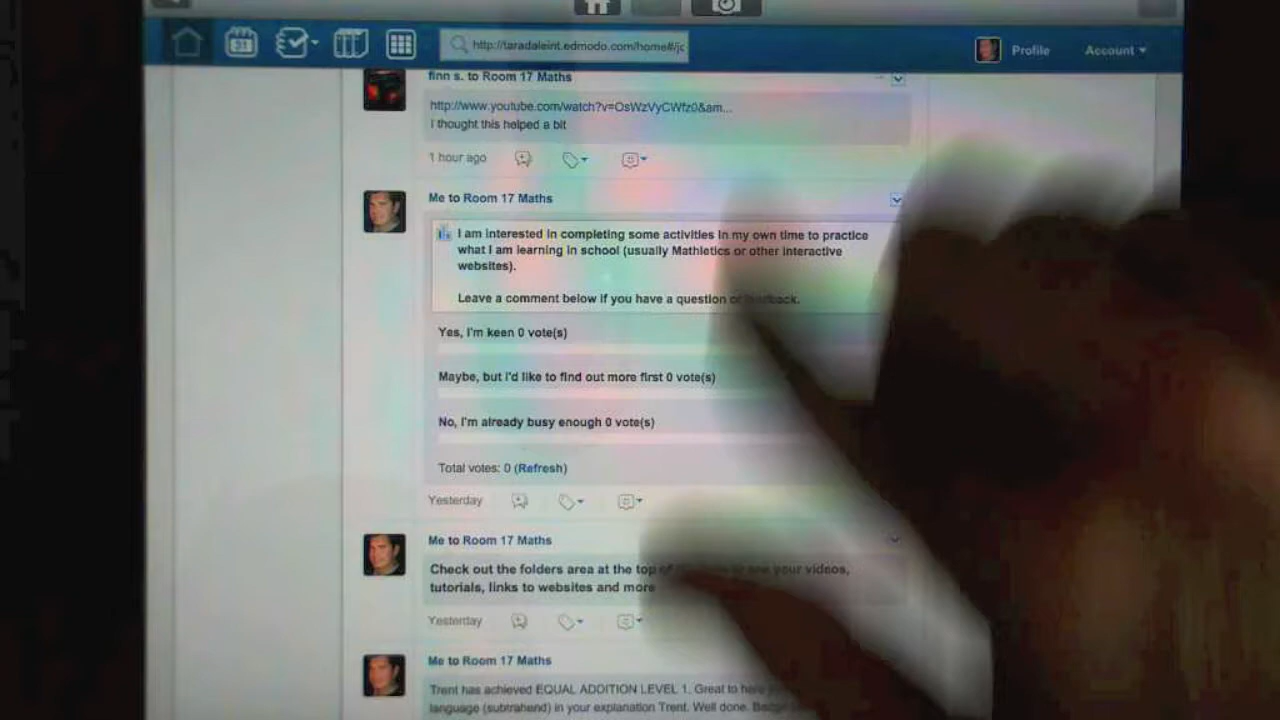 31
http://taradaleint.edmodo.com/home#/jo
Profile
Account
finn s. to Room 17 Maths
http://www.youtube.com/watch?v=OsWzVyCWfz0&am...
I thought this helped a bit
1 hour ago
Me to Room 17 Maths
I am interested in completing some activities in my own time to practice
what I am learning in school (usually Mathletics or other interactive
websites).
Leave a comment below if you have a question or feedback.
Yes, I'm keen 0 vote(s)
Maybe, but i'd like to find out more first 0 vote(s)
No, I'm already busy enough 0 vote(s)
Total votes: 0 (Refresh)
Yesterday
Me to Room 17 Maths
Check out the folders area at the top of your videos,
tutorials, links to websites and more
Yesterday
Me to Room 17 Maths
Trent has achieved EQUAL ADDITION LEVEL 1. Great to
language (subtrahend) in your explanation Trent. Well done.